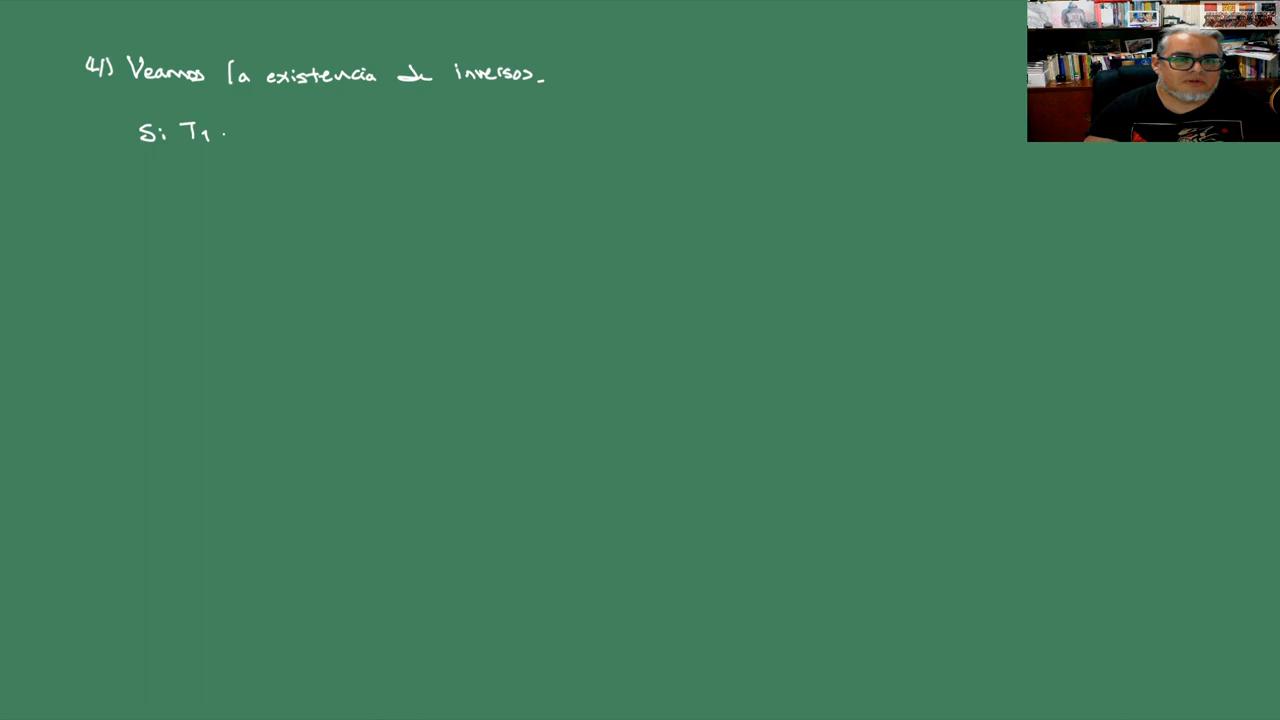 4) Veamos la existencia de inversos.
Si T1